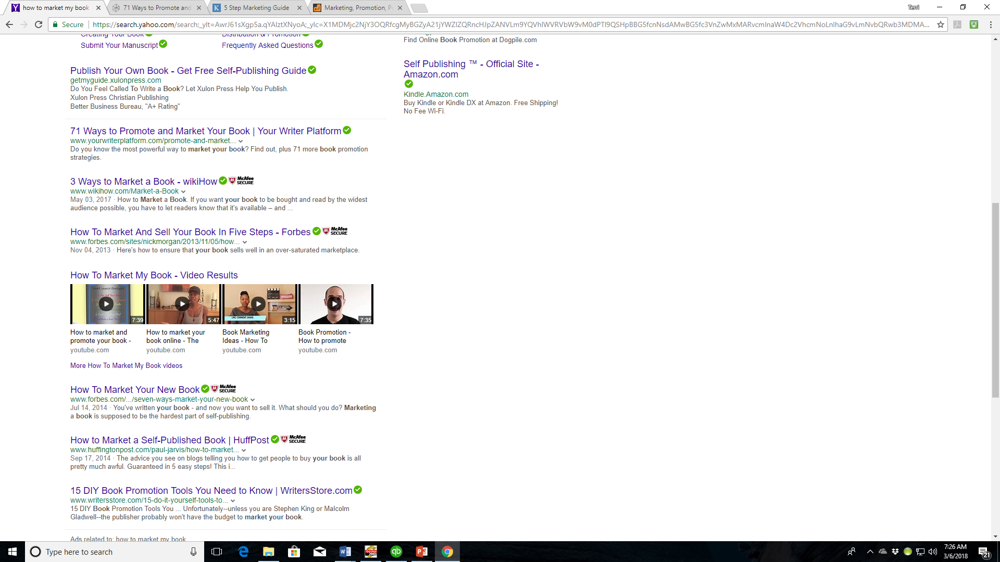 how to market my book
71 Ways to Promote and
5 Step Marketing Guide
Marketing, Promotion, P
Terri
Secure
Creating Your Book
Distribution & Promotion
Submit Your Manuscript
Frequently Asked Questions
Publish Your Own Book - Get Free Self-Publishing Guide
getmyguide.xulonpress.com
Do You Feel Called To Write a Book? Let Xulon Press Help You Publish.
Xulon Press Christian Publishing
Better Business Bureau, "A+ Rating"
71 Ways to Promote and Market Your Book | Your Writer Platform
www.yourwriterplatform.com/promote-and-market...
Do you know the most powerful way to market your book? Find out, plus 71 more book promotion
strategies.
3 Ways to Market a Book - wikiHow
McAfee
SECURE
www.wikihow.com/Market-a-Book
May 03, 2017 · How to Market a Book. If you want your book to be bought and read by the widest
audience possible, you have to let readers know that it's available – and ...
How To Market And Sell Your Book In Five Steps - Forbes
McAfee
SECURE
www.forbes.com/sites/nickmorgan/2013/11/05/how...
Nov 04, 2013 · Here's how to ensure that your book sells well in an over-saturated marketplace.
How To Market My Book - Video Results
7:39
5:47
LIKE. COMMENT. SHARE.
3:15
7:35
How to market and
promote your book -
youtube.com
How to market your
book online - The
youtube.com
Book Marketing
Ideas - How To
youtube.com
Book Promotion -
How to promote
youtube.com
More How To Market My Book videos
How To Market Your New Book
McAfee
SECURE
www.forbes.com/.../seven-ways-market-your-new-book
Jul 14, 2014 · You've written your book - and now you want to sell it. What should you do? Marketing
a book is supposed to be the hardest part of self-publishing.
How to Market a Self-Published Book | HuffPost
McAfee
SECURE
www.huffingtonpost.com/paul-jarvis/how-to-market...
Sep 17, 2014 · The advice you see on blogs telling you how to get people to buy your book is all
pretty much awful. Guaranteed in 5 easy steps! This i...
15 DIY Book Promotion Tools You Need to Know | WritersStore.com
www.writersstore.com/15-do-it-yourself-tools-to...
15 DIY Book Promotion Tools You ... Unfortunately--unless you are Stephen King or Malcolm
Gladwell--the publisher probably won't have the budget to market your book.
Ads related to: how to market my book
Find Online Book Promotion at Dogpile.com
Self Publishing ™ - Official Site -
Amazon.com
Kindle.Amazon.com
Buy Kindle or Kindle DX at Amazon. Free Shipping!
No Fee Wi-Fi.
Type here to search
7:26 AM
3/6/2018
21